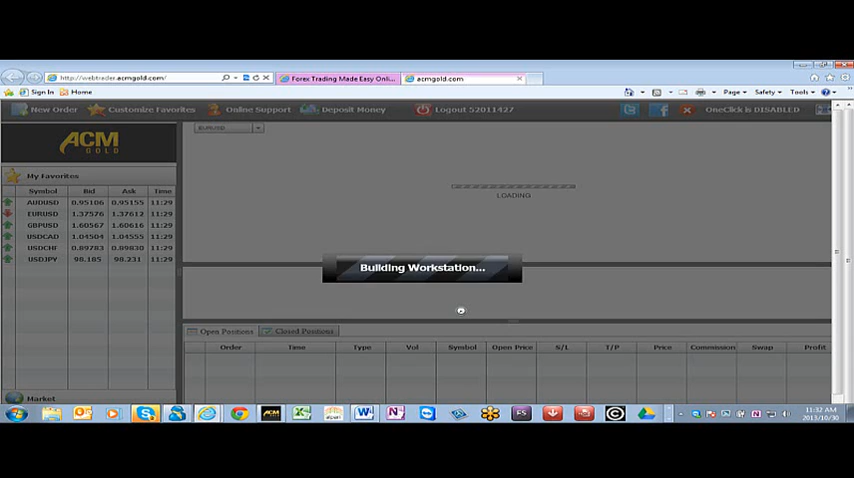 http://webtrader.acmgold.com/
Forex Trading Made Easy Onli...
acmgold.com
Sign In
Home
Page
Safety
Tools
New Order
Customize Favorites
Online Support
Deposit Money
Logout 52011427
OneClick is DISABLED
ACM
GOLD
EURUSD
My Favorites
Symbol Bid Ask Time
AUDUSD 0.95106 0.95155 11:29
EURUSD 1.37576 1.37612 11:29
GBPUSD 1.60567 1.60616 11:29
USDCAD 1.04504 1.04555 11:29
USDCHF 0.89783 0.89830 11:29
USDJPY 98.185 98.231 11:29
LOADING
Building Workstation...
Open Positions
Closed Positions
Order Time Type Vol Symbol Open Price S/L T/P Price Commission Swap Profit
Market
11:32 AM
2013/10/30